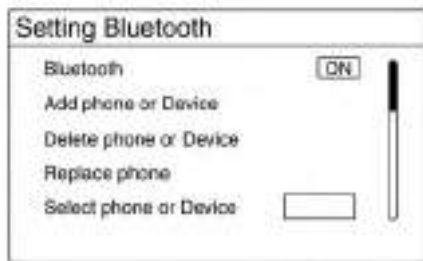 Setting Bluetooth
Bluetooth ON
Add phone or Device
Delete phone or Device
Replace phone
Select phone or Device